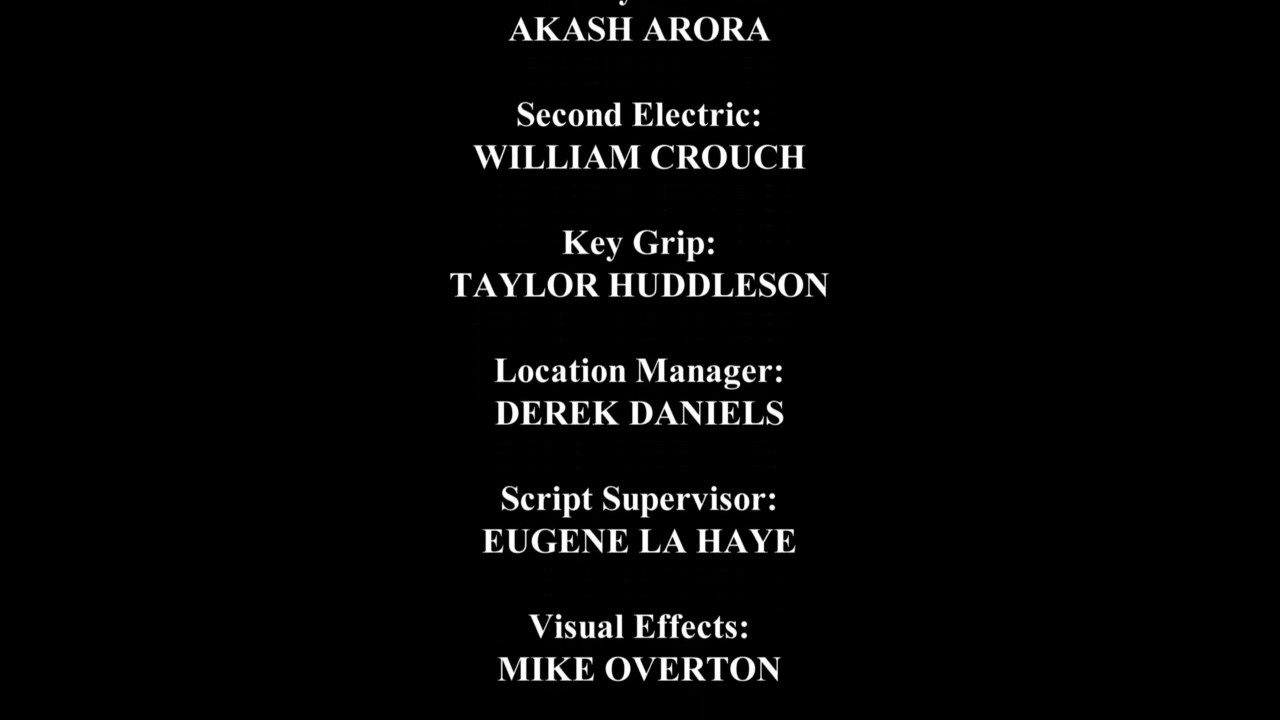 AKASH ARORA
Second Electric:
WILLIAM CROUCH
Key Grip:
TAYLOR HUDDLESON
Location Manager:
DEREK DANIELS
Script Supervisor:
EUGENE LA HAYE
Visual Effects:
MIKE OVERTON